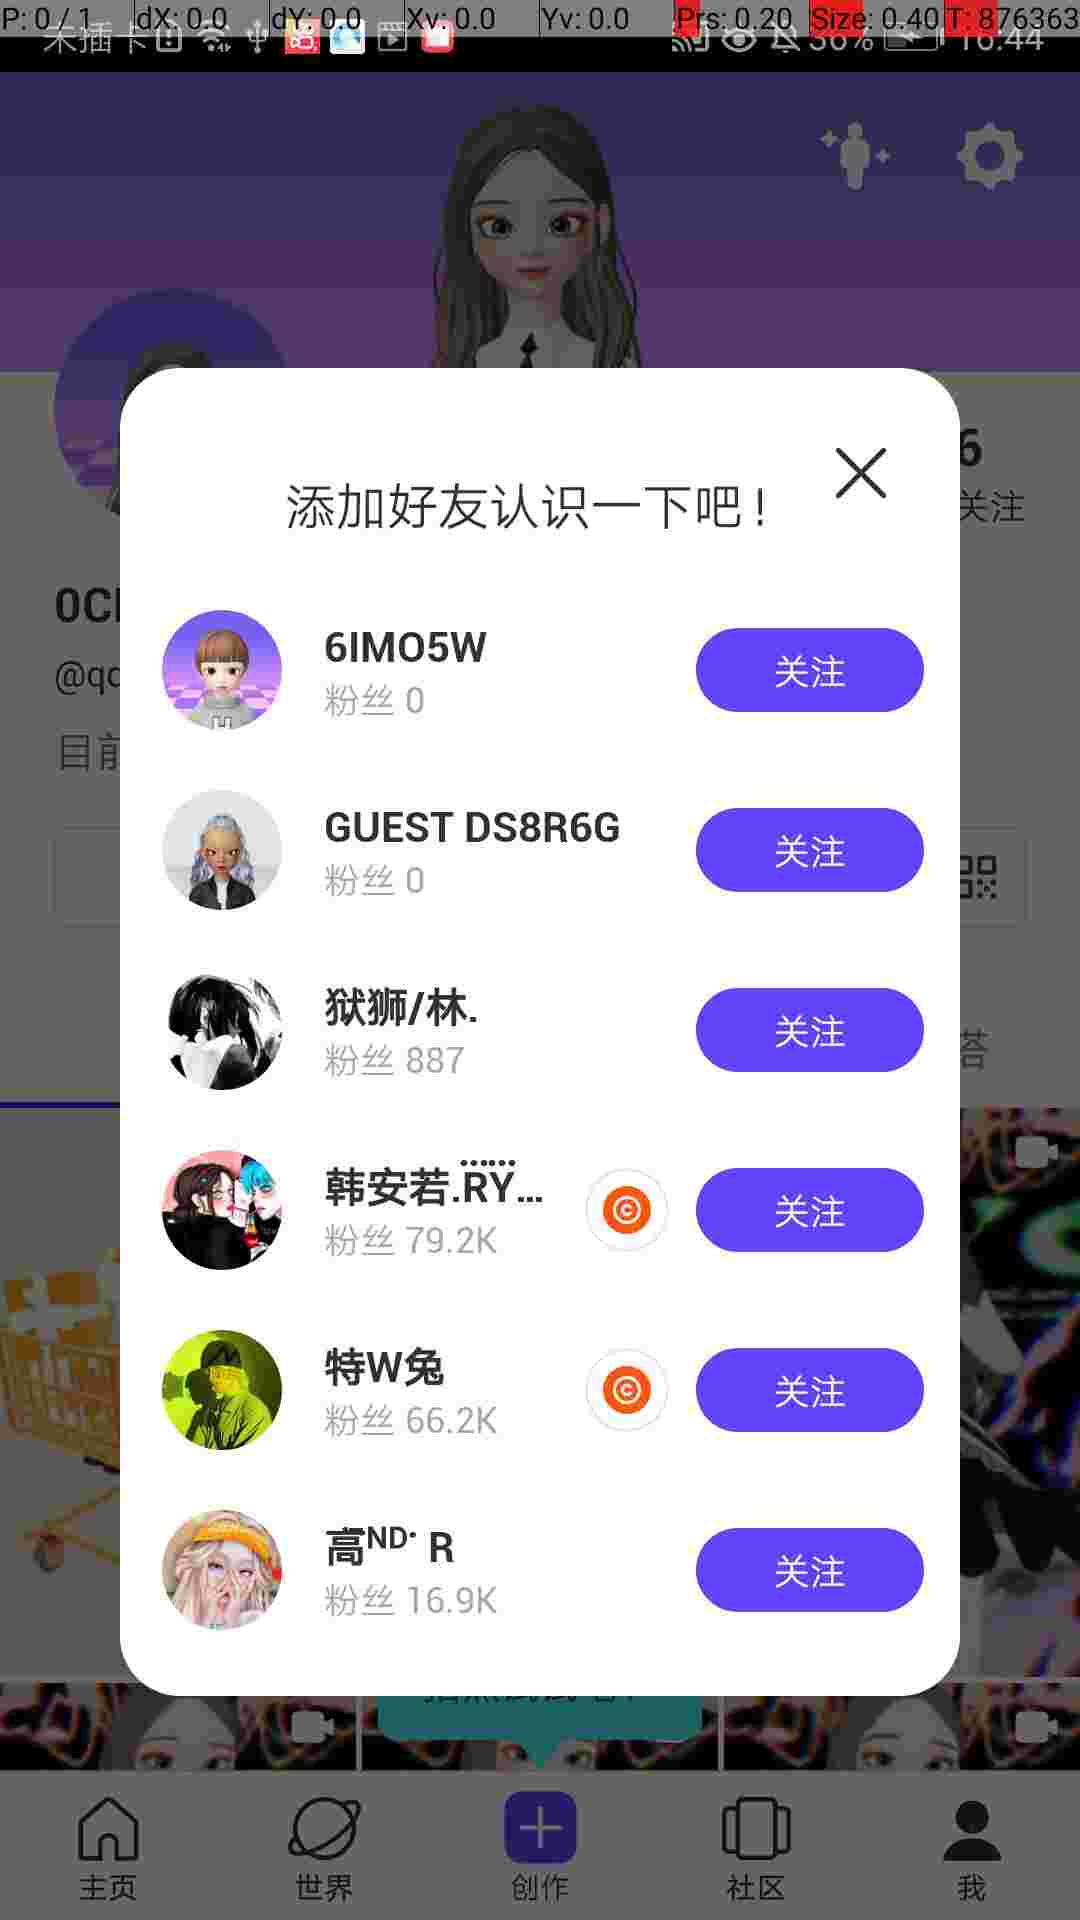 P: 0 / 1 dX: 0.0 dY: 0.0 Xv: 0.0 Yv: 0.0 Prs: 0.20 Size: 0.40 T: 876363
未插卡 36% 16:44
6
关注
添加好友认识一下吧！
6IMO5W
粉丝 0
关注
GUEST DS8R6G
粉丝 0
关注
狱狮/林.
粉丝 887
关注
韩安若.R̈Ÿ...
粉丝 79.2K
关注
特W兔
粉丝 66.2K
关注
高ᴺᴰ· R
粉丝 16.9K
关注
目前
主页
世界
创作
社区
我